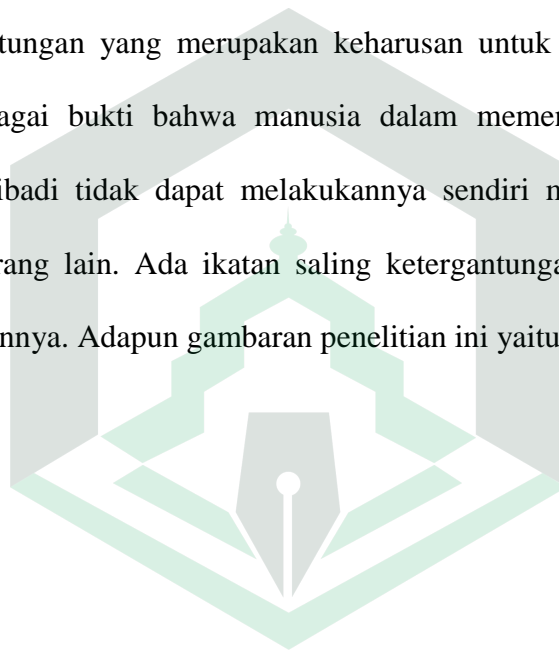 tungan yang merupakan keharusan untuk
agai bukti bahwa manusia dalam memen
ibadi tidak dapat melakukannya sendiri m
rang lain. Ada ikatan saling ketergantunga
nnya. Adapun gambaran penelitian ini yaitu